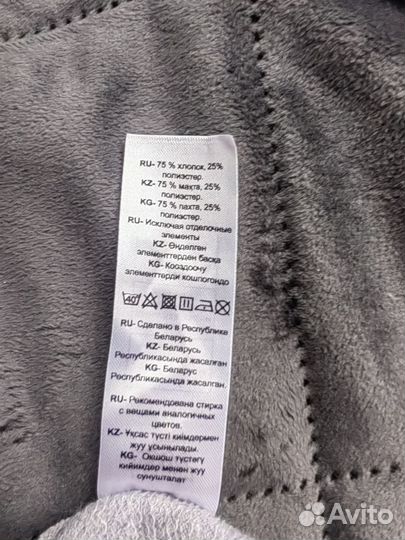 RU- 75 % хлопок, 25%
полиэстер.
KZ- 75 % мақта, 25%
полиэстер.
KG- 75 % пахта, 25%
полиэстер.
RU- Исключая отделочные
элементы
KZ- Өңделген
элементтерден басқа
KG- Кооздоочу
элементтерди кошпогондо
40°
RU- Сделано в Республике
Беларусь
KZ- Беларусь
Республикасында жасалған
KG- Беларусь
Республикасында жасалган.
RU- Рекомендована стирка
с вещами аналогичных
цветов.
KZ- Ұқсас түсті киімдермен
жуу ұсынылады.
KG- Окшош түстөгү
кийимдер менен жуу
сунушталат
Avito